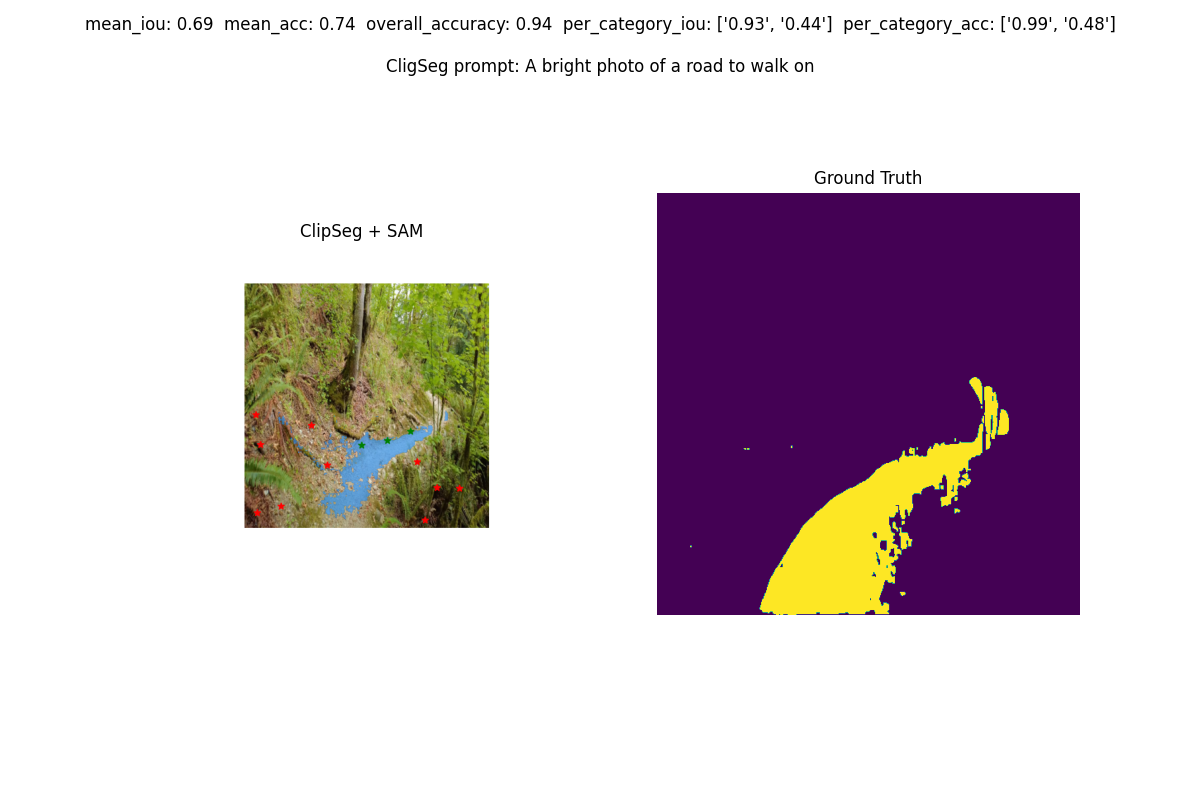 mean_iou: 0.69  mean_acc: 0.74  overall_accuracy: 0.94  per_category_iou: ['0.93', '0.44']  per_category_acc: ['0.99', '0.48']
CligSeg prompt: A bright photo of a road to walk on
Ground Truth
ClipSeg + SAM